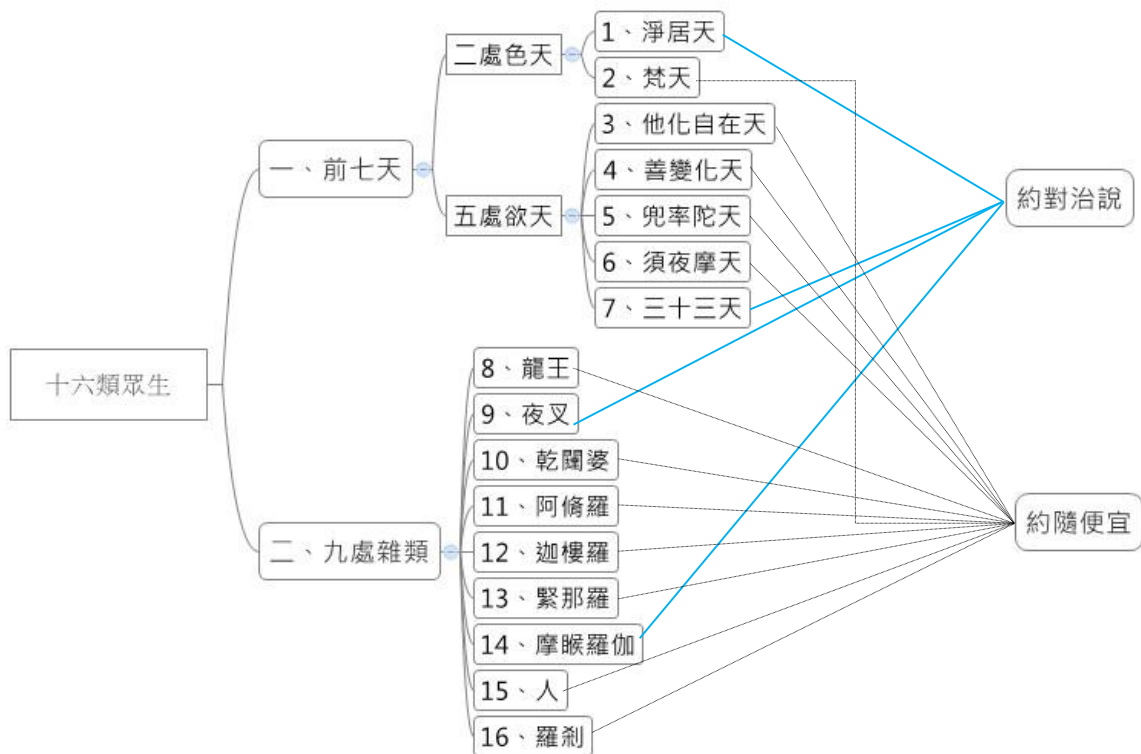 十六類眾生
一、前七天
二處色天
1、淨居天
2、梵天
五處欲天
3、他化自在天
4、善變化天
5、兜率陀天
6、須夜摩天
7、三十三天
二、九處雜類
8、龍王
9、夜叉
10、乾闥婆
11、阿脩羅
12、迦樓羅
13、緊那羅
14、摩睺羅伽
15、人
16、羅剎
約對治說
約隨便宜